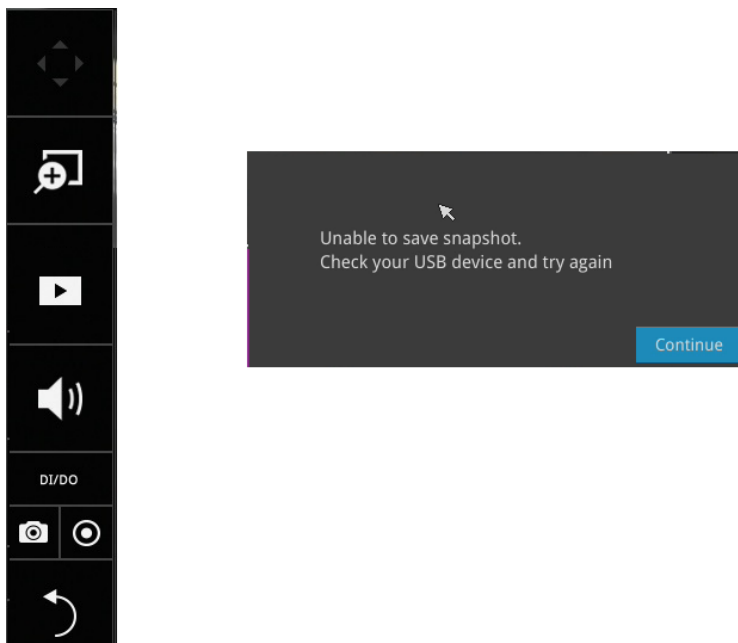 Unable to save snapshot.
Check your USB device and try again
Continue
DI/DO